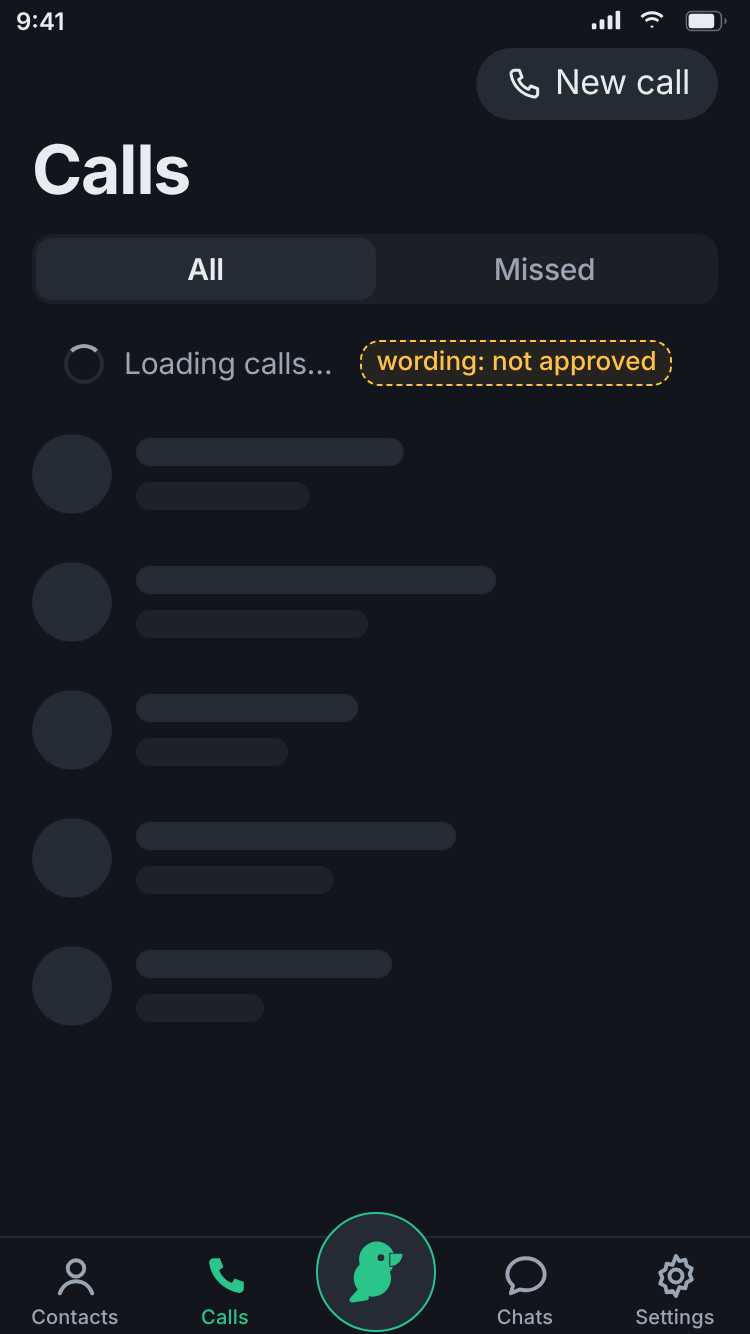 9:41
New call
Calls
All
Missed
Loading calls...
wording: not approved
Contacts
Calls
Chats
Settings